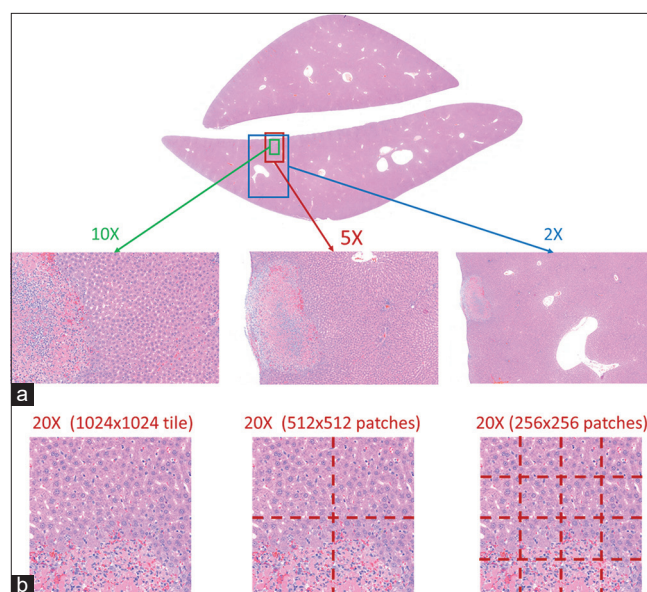 10X
5X
2X
a
20X (1024x1024 tile)
20X (512x512 patches)
20X (256x256 patches)
b